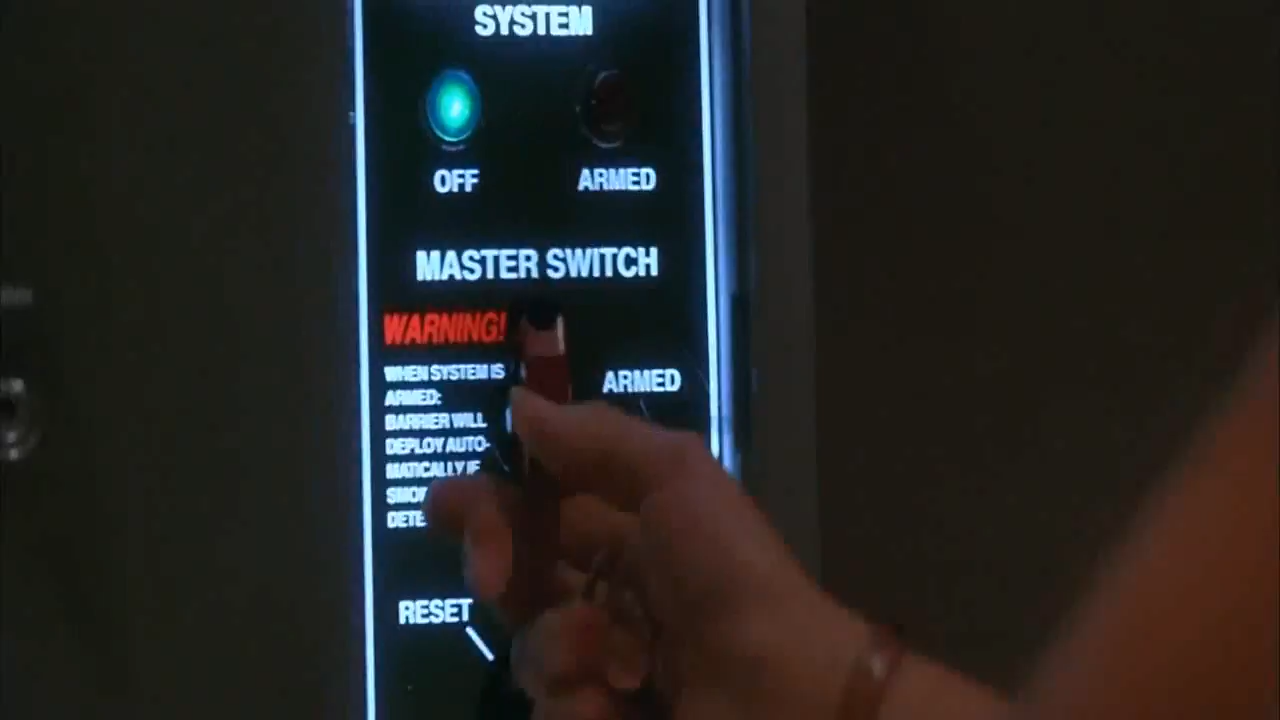 SYSTEM
OFF
ARMED
MASTER SWITCH
WARNING!
WHEN SYSTEM IS
ARMED:
BARRIER WILL
DEPLOY AUTO-
MATICALLY IF
ARMED
RESET